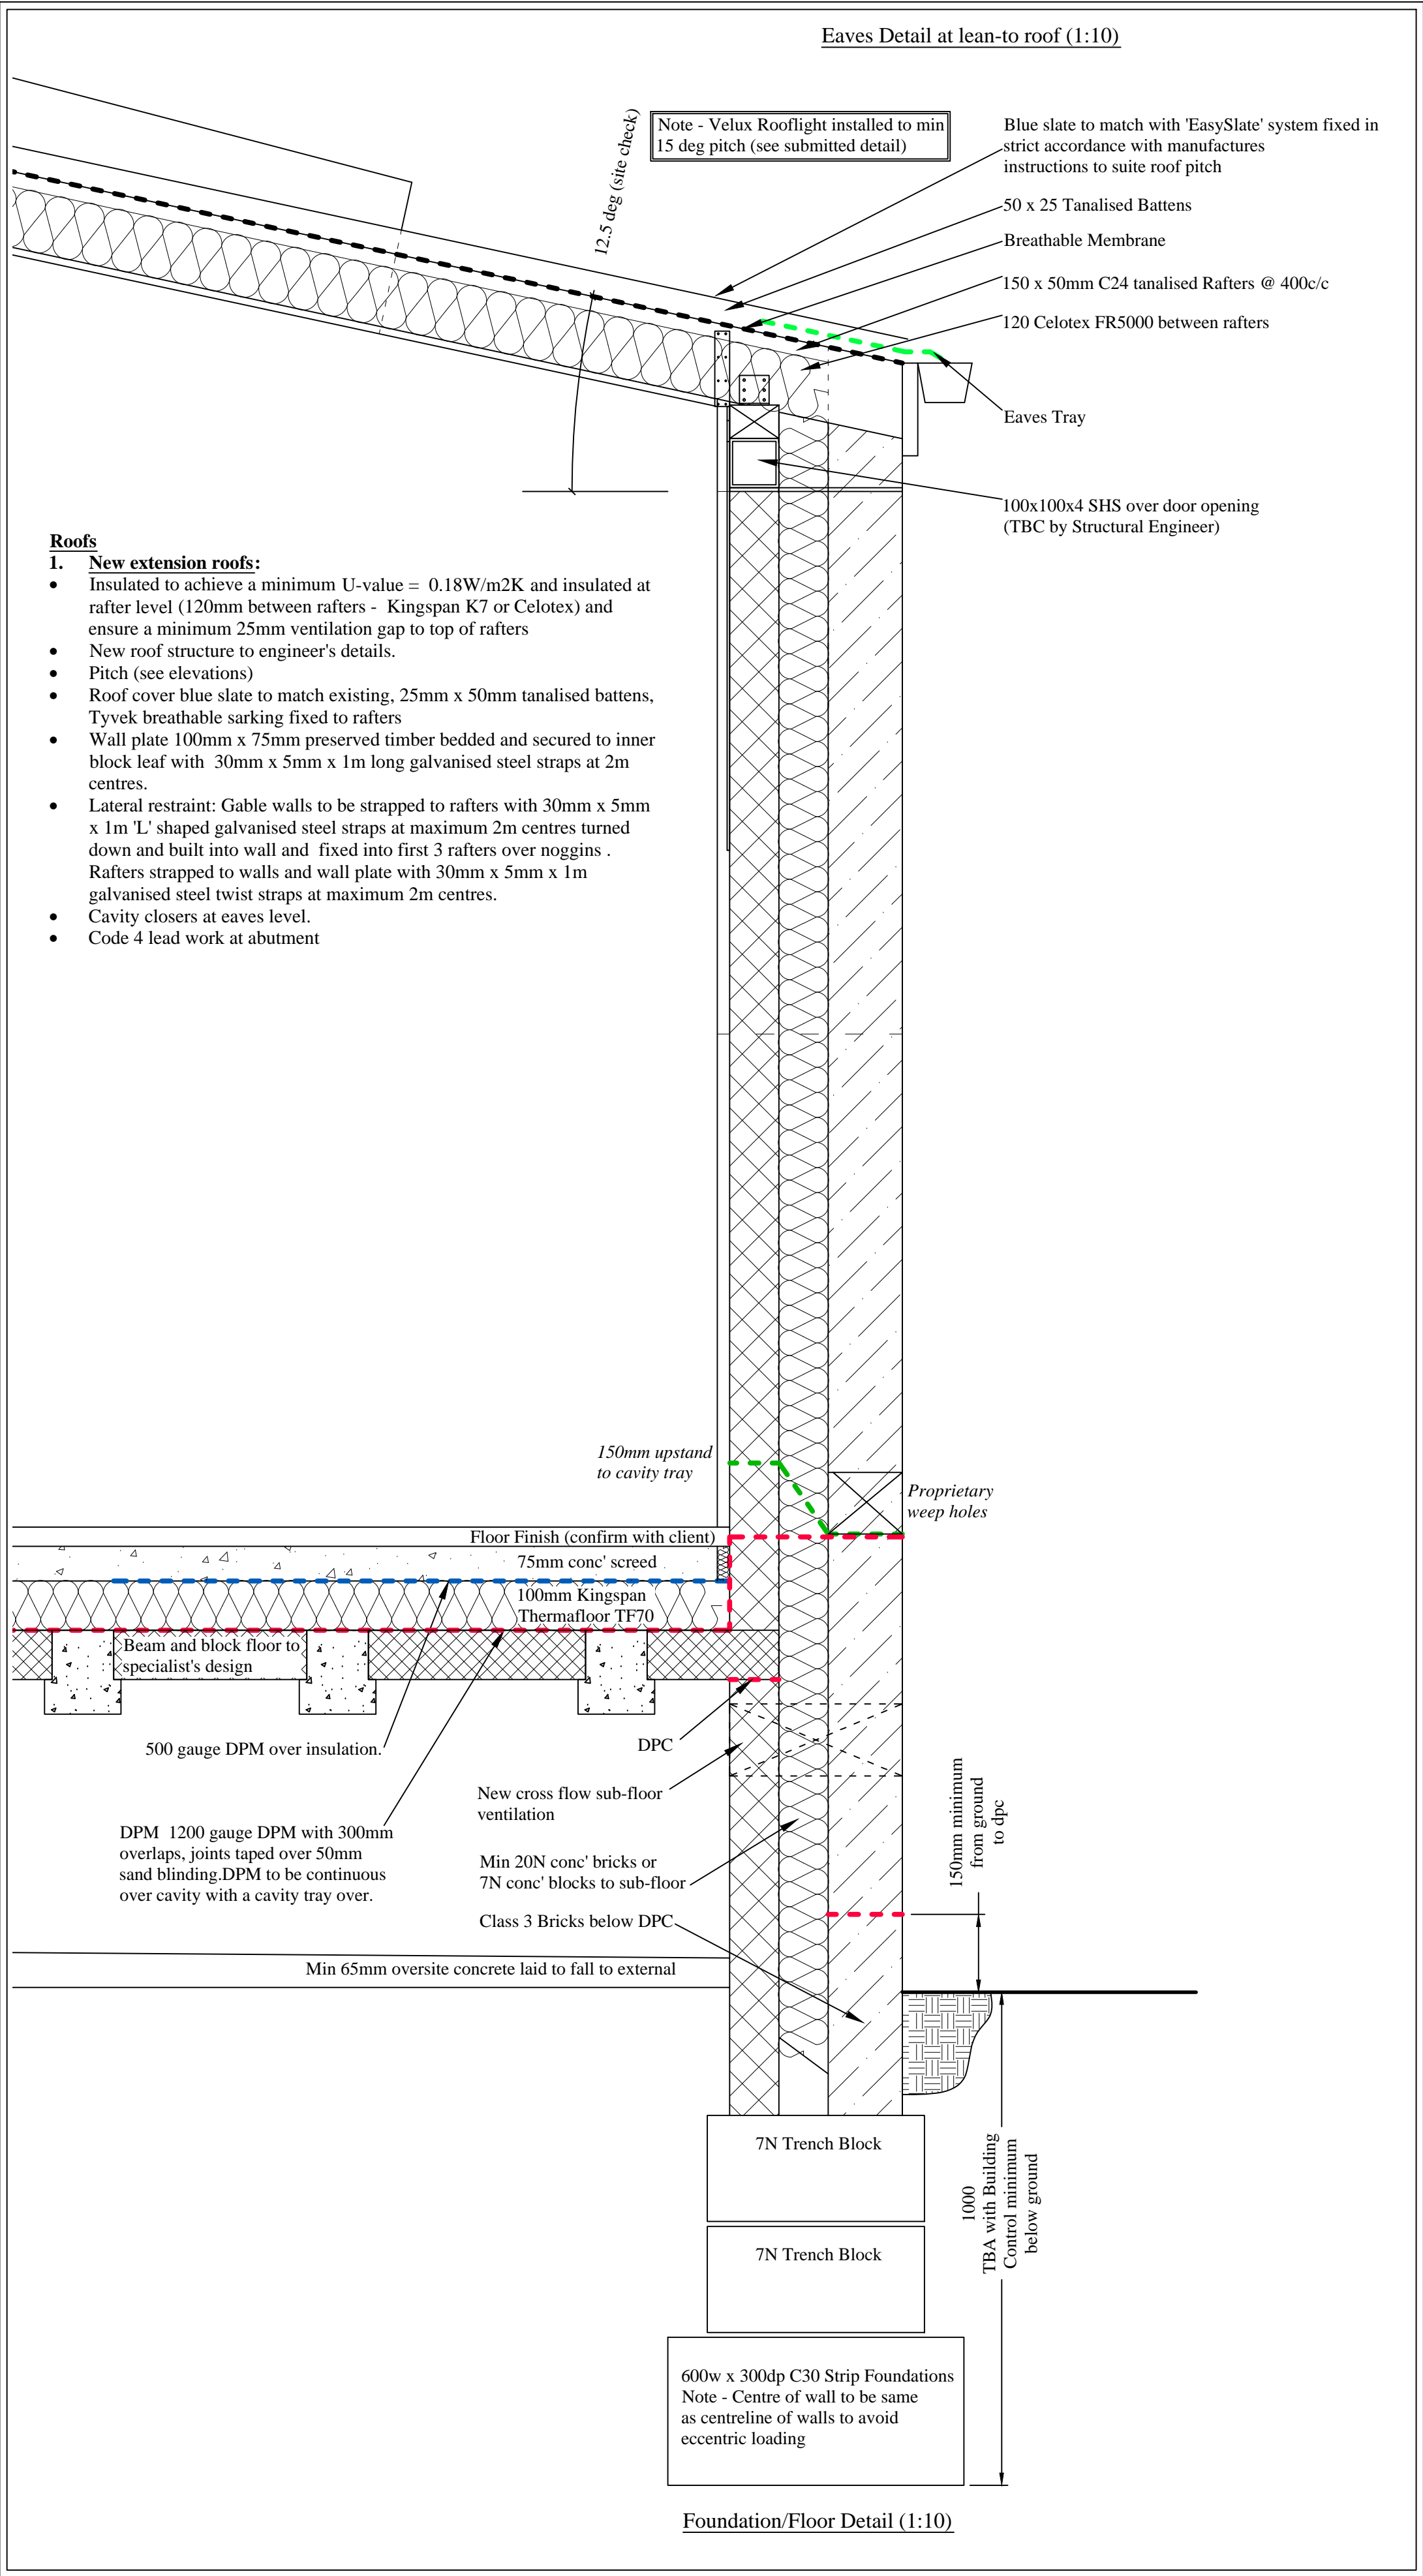 Eaves Detail at lean-to roof (1:10)
12.5 deg (site check)
Note - Velux Rooflight installed to min
15 deg pitch (see submitted detail)
Blue slate to match with 'EasySlate' system fixed in
strict accordance with manufactures
instructions to suite roof pitch
50 x 25 Tanalised Battens
Breathable Membrane
150 x 50mm C24 tanalised Rafters @ 400c/c
120 Celotex FR5000 between rafters
Eaves Tray
100x100x4 SHS over door opening
(TBC by Structural Engineer)
Roofs
1. New extension roofs:
• Insulated to achieve a minimum U-value = 0.18W/m2K and insulated at
rafter level (120mm between rafters - Kingspan K7 or Celotex) and
ensure a minimum 25mm ventilation gap to top of rafters
• New roof structure to engineer's details.
• Pitch (see elevations)
• Roof cover blue slate to match existing, 25mm x 50mm tanalised battens,
Tyvek breathable sarking fixed to rafters
• Wall plate 100mm x 75mm preserved timber bedded and secured to inner
block leaf with 30mm x 5mm x 1m long galvanised steel straps at 2m
centres.
• Lateral restraint: Gable walls to be strapped to rafters with 30mm x 5mm
x 1m 'L' shaped galvanised steel straps at maximum 2m centres turned
down and built into wall and fixed into first 3 rafters over noggins .
Rafters strapped to walls and wall plate with 30mm x 5mm x 1m
galvanised steel twist straps at maximum 2m centres.
• Cavity closers at eaves level.
• Code 4 lead work at abutment
150mm upstand
to cavity tray
Proprietary
weep holes
Floor Finish (confirm with client)
75mm conc' screed
100mm Kingspan
Thermafloor TF70
Beam and block floor to
specialist's design
500 gauge DPM over insulation.
DPC
New cross flow sub-floor
ventilation
DPM 1200 gauge DPM with 300mm
overlaps, joints taped over 50mm
sand blinding.DPM to be continuous
over cavity with a cavity tray over.
Min 20N conc' bricks or
7N conc' blocks to sub-floor
Class 3 Bricks below DPC
150mm minimum
from ground
to dpc
Min 65mm oversite concrete laid to fall to external
7N Trench Block
7N Trench Block
1000
TBA with Building
Control minimum
below ground
600w x 300dp C30 Strip Foundations
Note - Centre of wall to be same
as centreline of walls to avoid
eccentric loading
Foundation/Floor Detail (1:10)